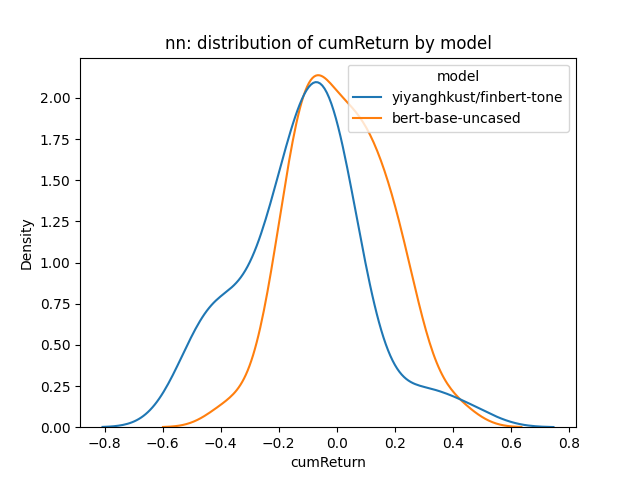 nn: distribution of cumReturn by model
model
yiyanghkust/finbert-tone
bert-base-uncased
Density
2.00
1.75
1.50
1.25
1.00
0.75
0.50
0.25
0.00
−0.8 −0.6 −0.4 −0.2 0.0 0.2 0.4 0.6 0.8
cumReturn